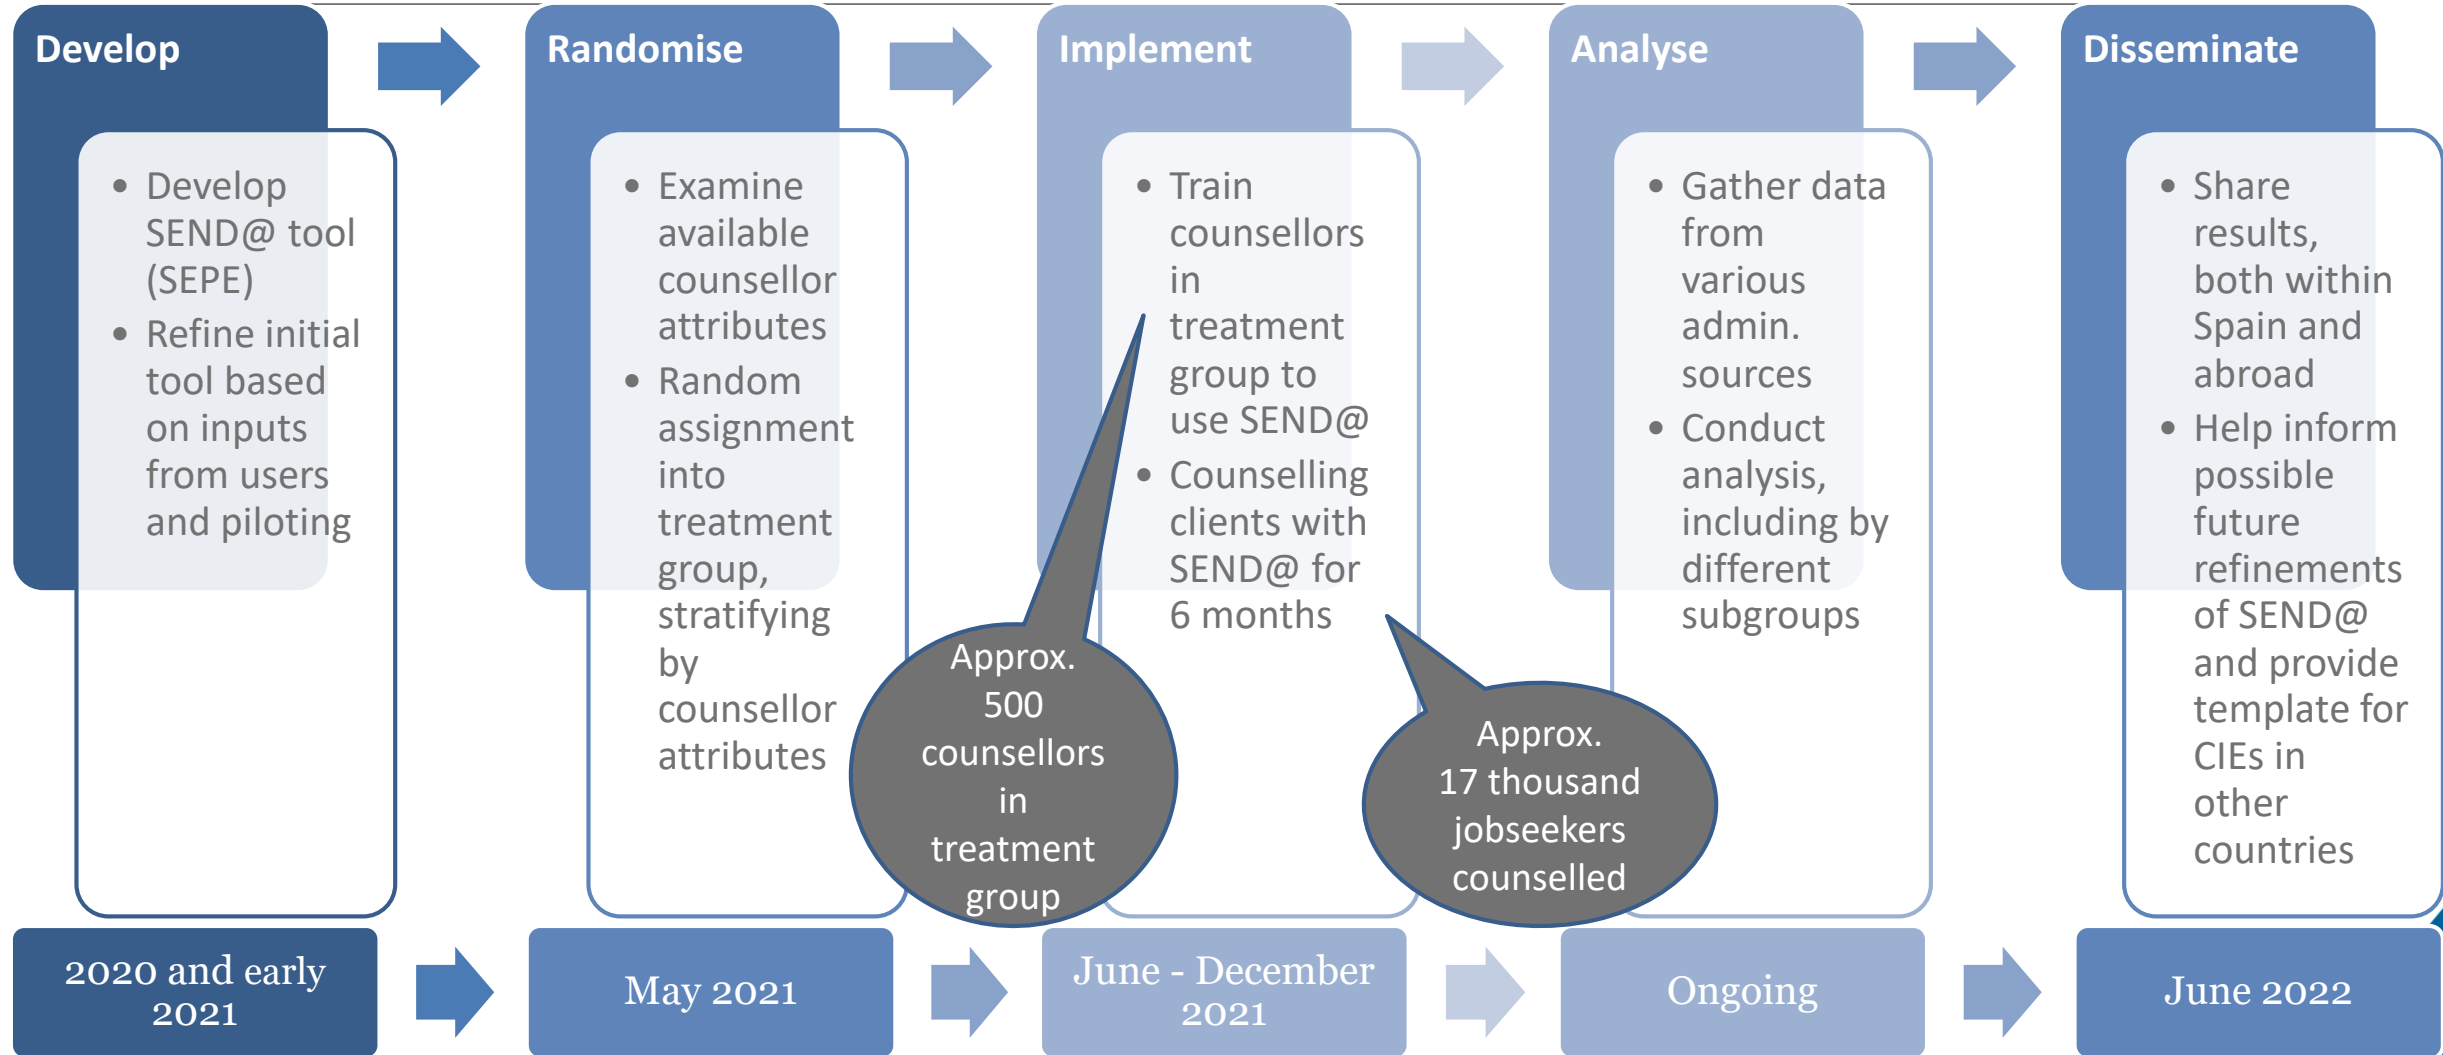 Develop
• Develop
SEND@ tool
(SEPE)
• Refine initial
tool based
on inputs
from users
and piloting
2020 and early
2021
Randomise
• Examine
available
counsellor
attributes
• Random
assignment
into
treatment
group,
stratifying
by
counsellor
attributes
May 2021
Implement
• Train
counsellors
in
treatment
group to
use SEND@
• Counselling
clients with
SEND@ for
6 months
Approx.
500
counsellors
in
treatment
group
Approx.
17 thousand
jobseekers
counselled
June - December
2021
Analyse
• Gather data
from
various
admin.
sources
• Conduct
analysis,
including by
different
subgroups
Ongoing
Disseminate
• Share
results,
both within
Spain and
abroad
• Help inform
possible
future
refinements
of SEND@
and provide
template for
CIEs in
other
countries
June 2022